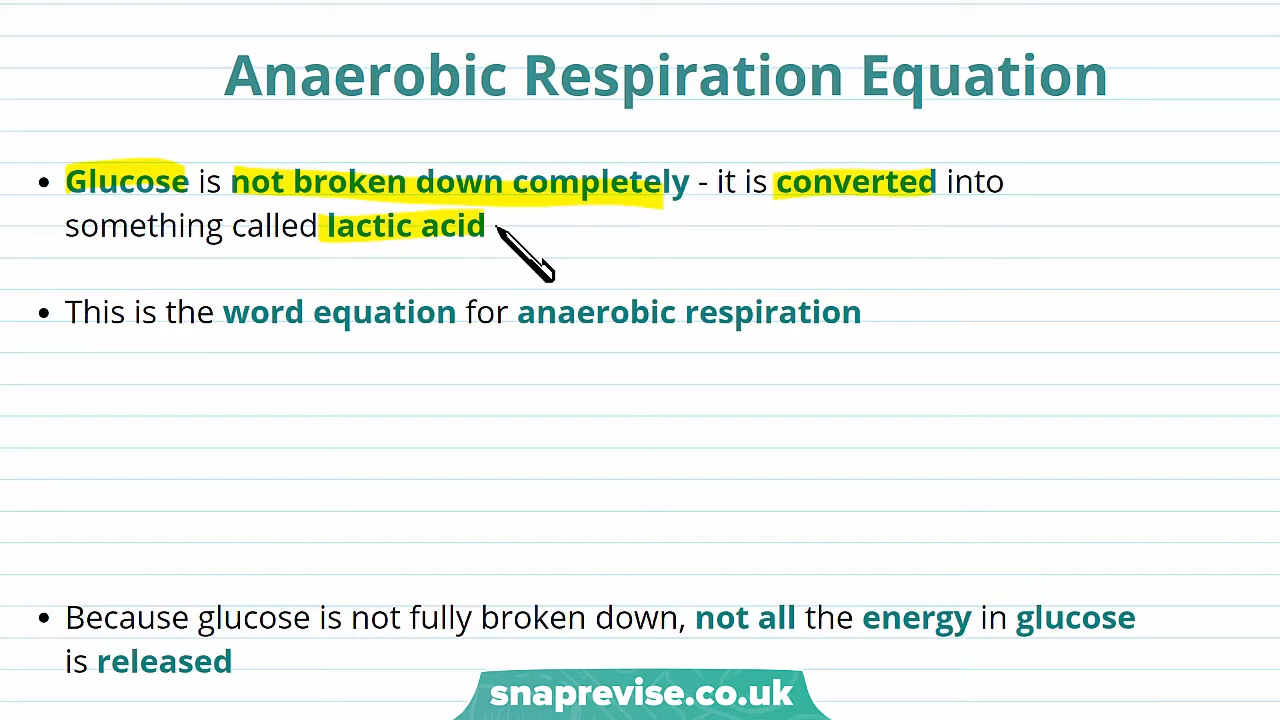 Anaerobic Respiration Equation
• Glucose is not broken down completely - it is converted into
something called lactic acid
• This is the word equation for anaerobic respiration
• Because glucose is not fully broken down, not all the energy in glucose
is released
snaprevise.co.uk